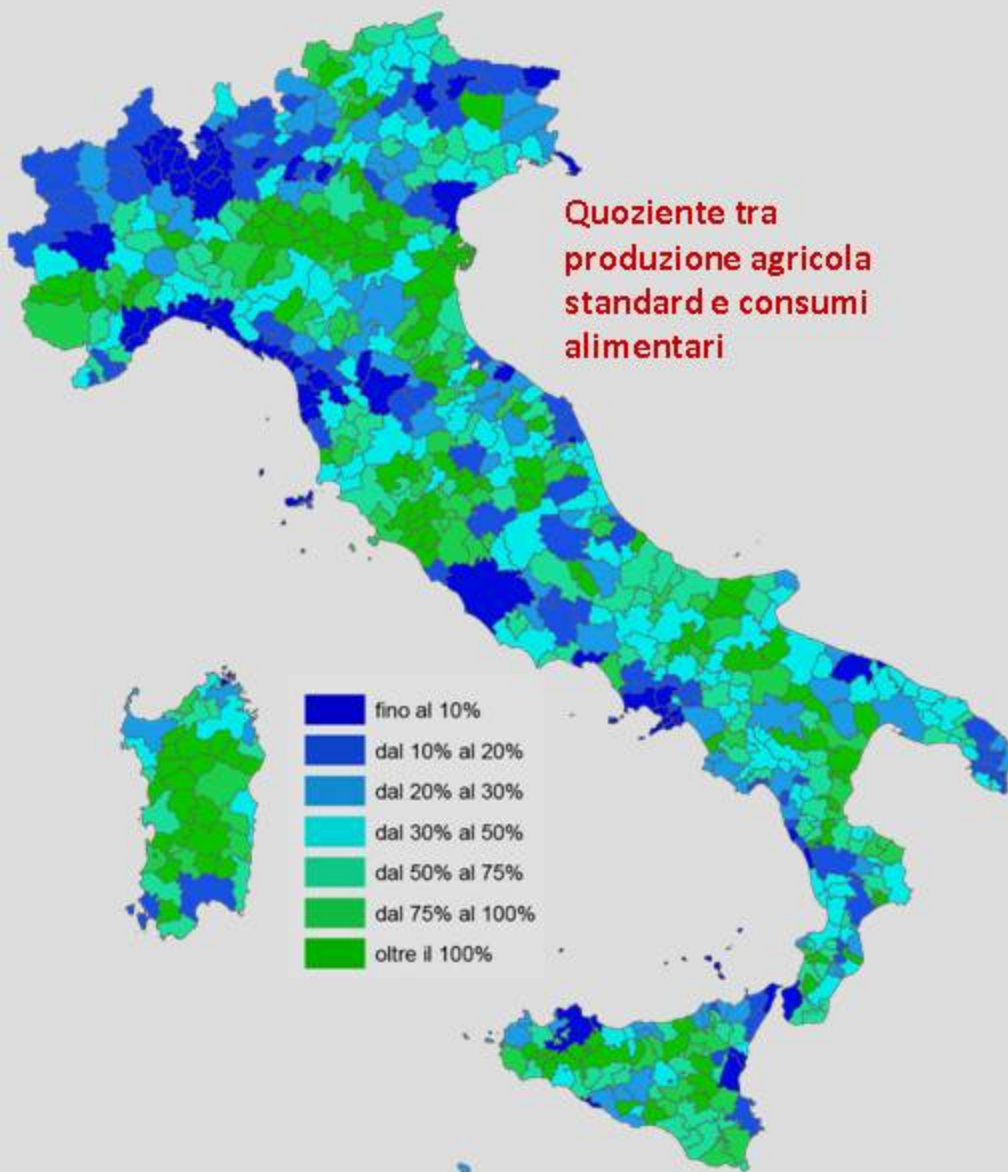 Quoziente tra
produzione agricola
standard e consumi
alimentari
fino al 10%
dal 10% al 20%
dal 20% al 30%
dal 30% al 50%
dal 50% al 75%
dal 75% al 100%
oltre il 100%